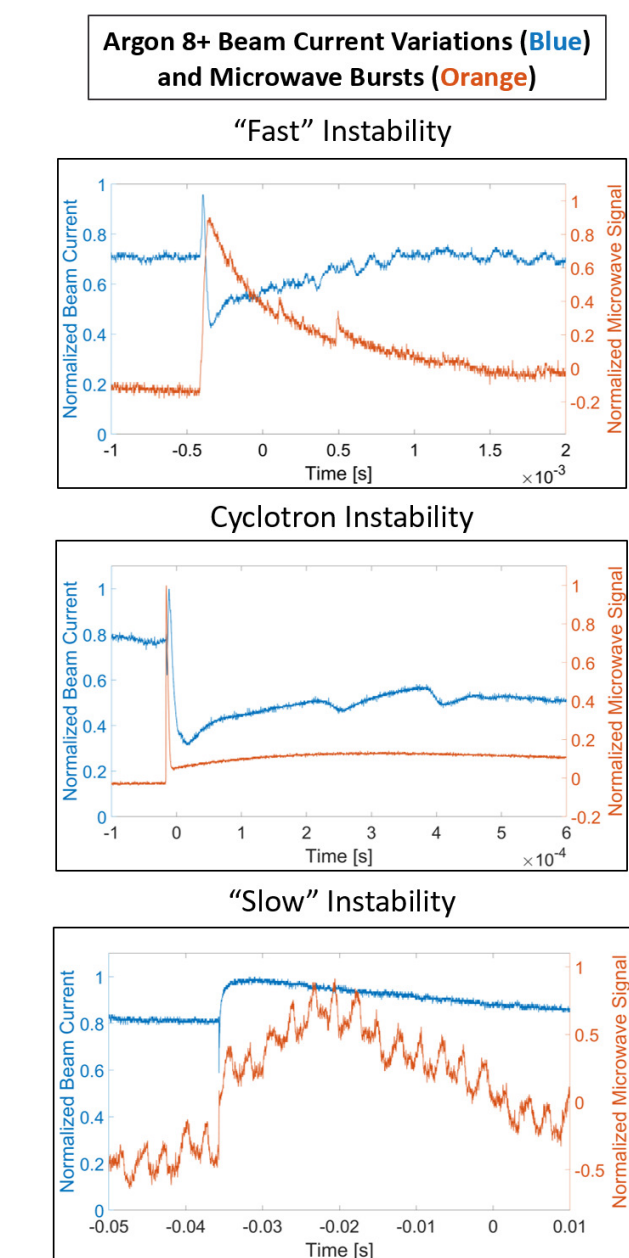 Argon 8+ Beam Current Variations (Blue)
and Microwave Bursts (Orange)
“Fast” Instability
Normalized Beam Current
1
0.8
0.6
0.4
0.2
0
Normalized Microwave Signal
1
0.8
0.6
0.4
0.2
0
-0.2
-1 -0.5 0 0.5 1 1.5 2
Time [s]
×10⁻³
Cyclotron Instability
Normalized Beam Current
1
0.8
0.6
0.4
0.2
0
Normalized Microwave Signal
1
0.8
0.6
0.4
0.2
0
-0.2
-1 0 1 2 3 4 5 6
Time [s]
×10⁻⁴
“Slow” Instability
Normalized Beam Current
1
0.8
0.6
0.4
0.2
0
Normalized Microwave Signal
1
0.5
0
-0.5
-0.05 -0.04 -0.03 -0.02 -0.01 0 0.01
Time [s]